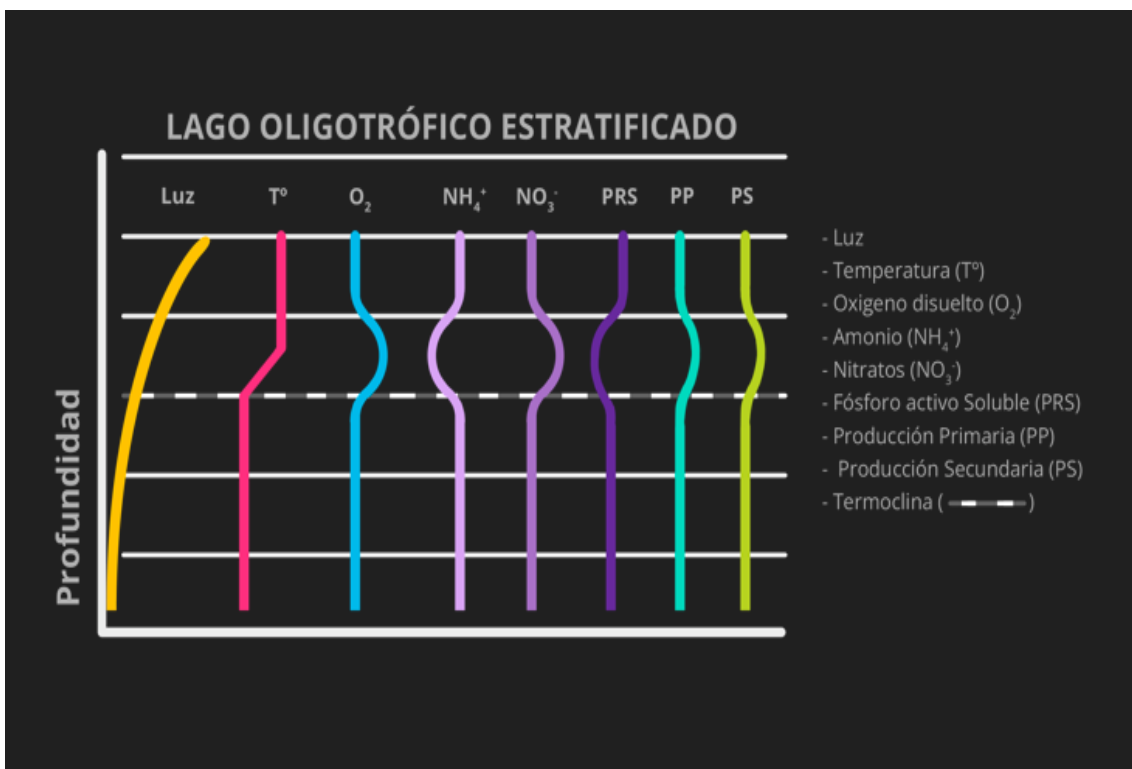 LAGO OLIGOTRÓFICO ESTRATIFICADO
Luz Tº O₂ NH₄⁺ NO₃⁻ PRS PP PS
Profundidad
- Luz
- Temperatura (Tº)
- Oxigeno disuelto (O₂)
- Amonio (NH₄⁺)
- Nitratos (NO₃⁻)
- Fósforo activo Soluble (PRS)
- Producción Primaria (PP)
- Producción Secundaria (PS)
- Termoclina ( )